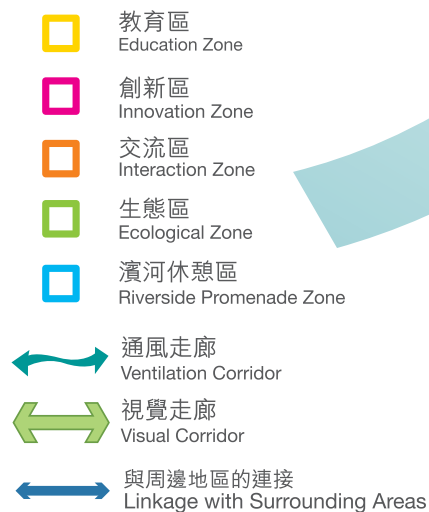 教育區
Education Zone
創新區
Innovation Zone
交流區
Interaction Zone
生態區
Ecological Zone
濱河休憩區
Riverside Promenade Zone
通風走廊
Ventilation Corridor
視覺走廊
Visual Corridor
與周邊地區的連接
Linkage with Surrounding Areas